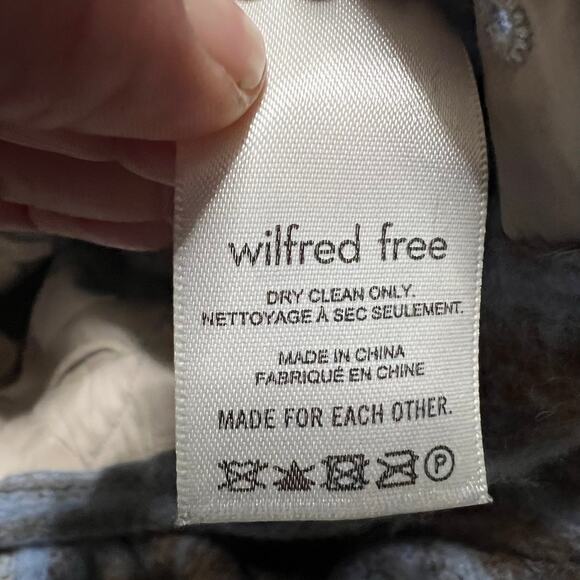 wilfred free
DRY CLEAN ONLY.
NETTOYAGE À SEC SEULEMENT.
MADE IN CHINA
FABRIQUÉ EN CHINE
MADE FOR EACH OTHER.
P